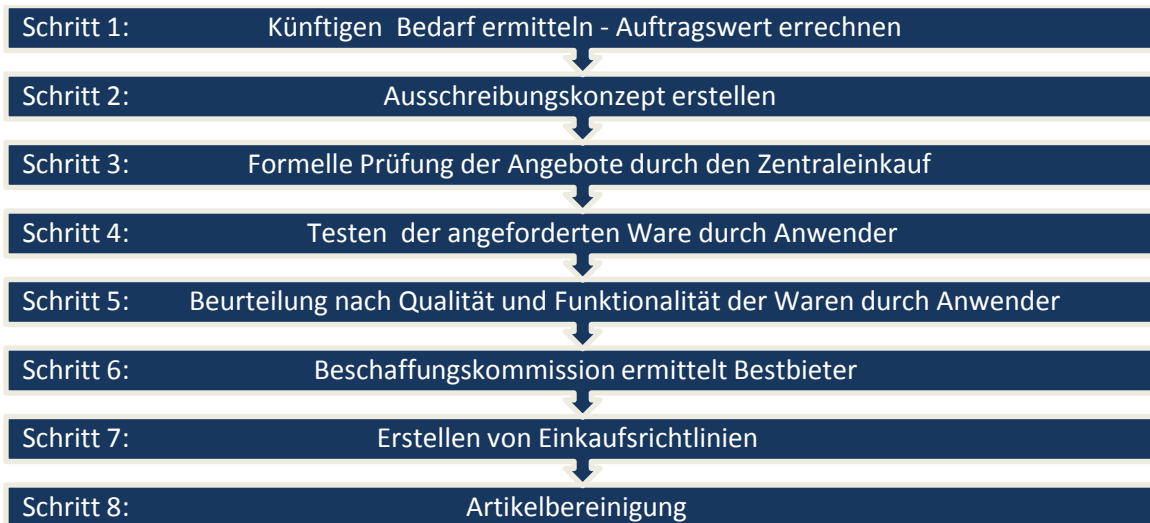 Schritt 1: Künftigen Bedarf ermitteln - Auftragswert errechnen
Schritt 2: Ausschreibungskonzept erstellen
Schritt 3: Formelle Prüfung der Angebote durch den Zentraleinkauf
Schritt 4: Testen der angeforderten Ware durch Anwender
Schritt 5: Beurteilung nach Qualität und Funktionalität der Waren durch Anwender
Schritt 6: Beschaffungskommission ermittelt Bestbieter
Schritt 7: Erstellen von Einkaufsrichtlinien
Schritt 8: Artikelbereinigung